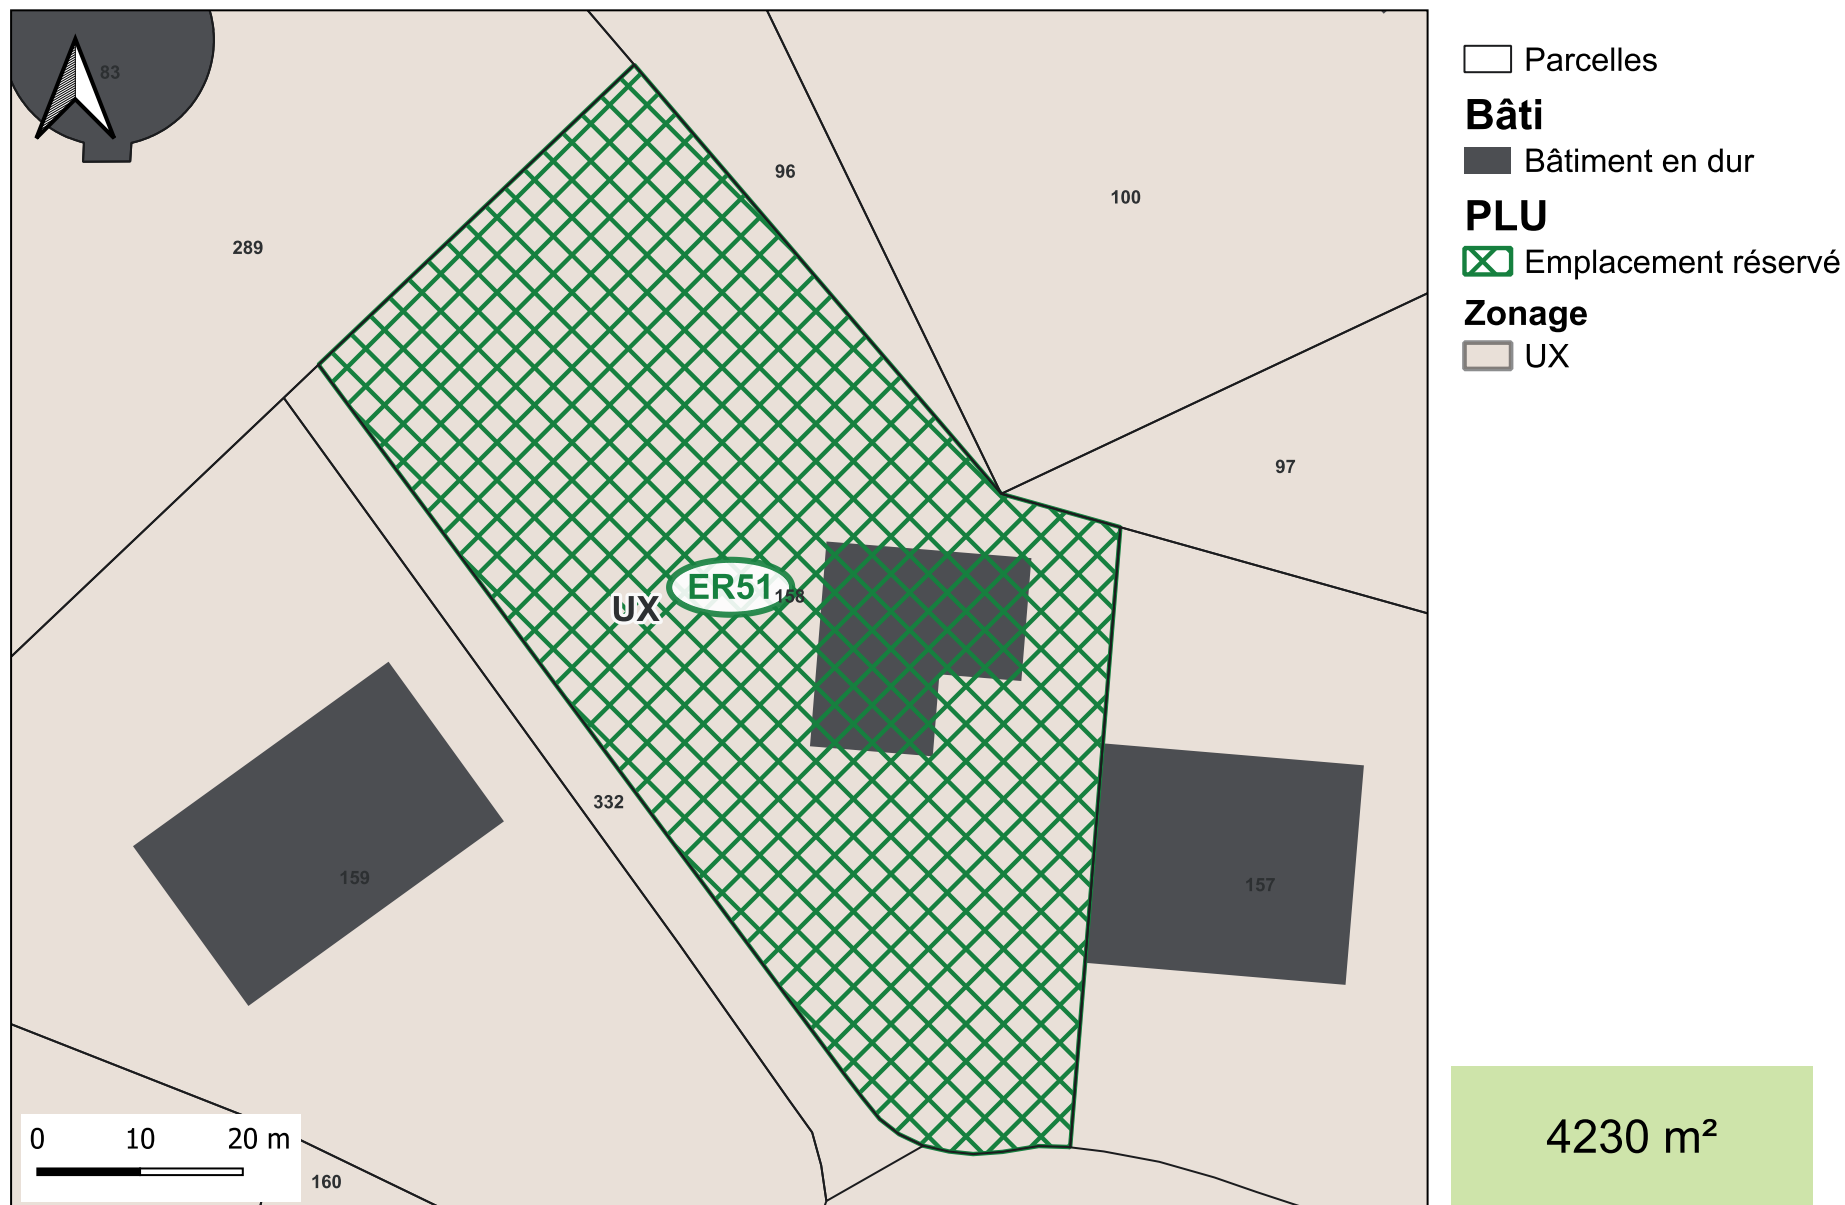 83
96
100
289
97
ER51
158
UX
332
159
157
0 10 20 m
160
Parcelles
Bâti
Bâtiment en dur
PLU
Emplacement réservé
Zonage
UX
4230 m²